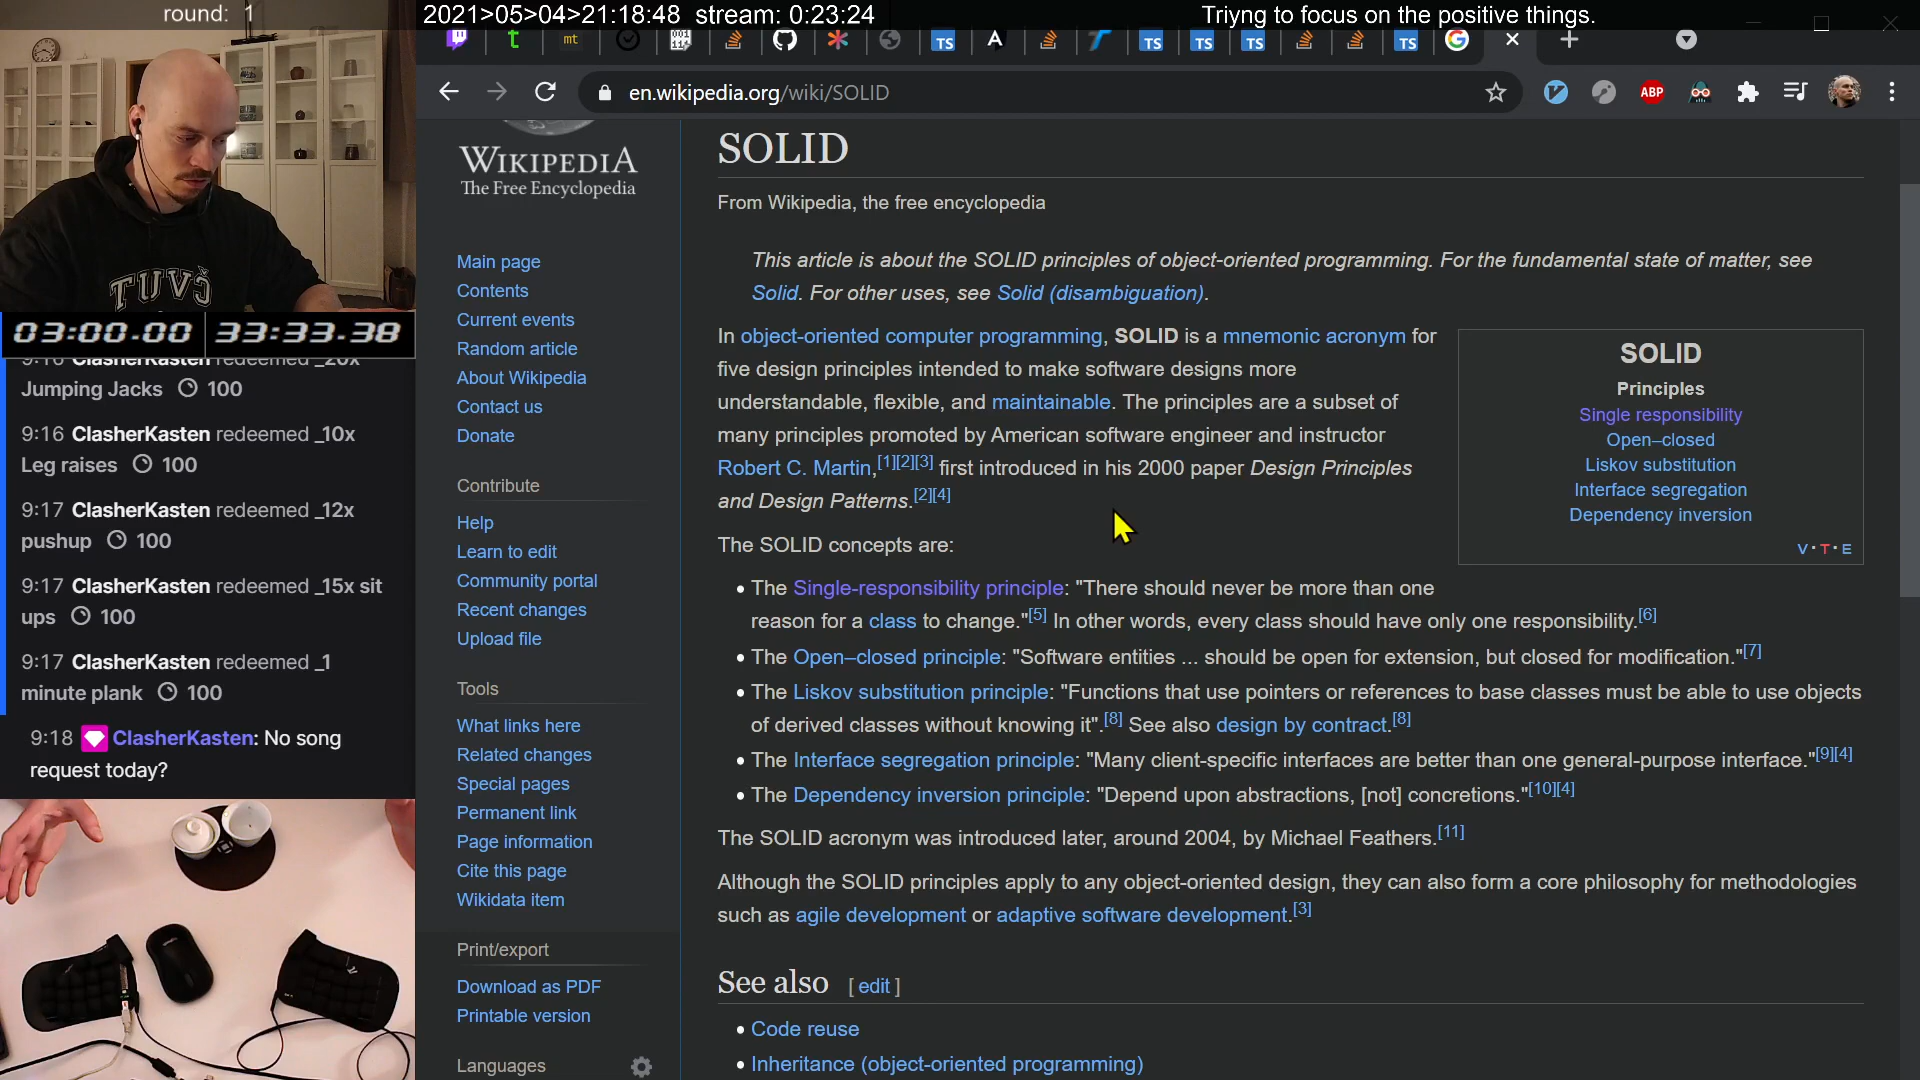 round: 1
2021>05>04>21:18:48 stream: 0:23:24
Triyng to focus on the positive things.
en.wikipedia.org/wiki/SOLID
ABP
TUVŠ
03:00.00 33:33.38
9:16 ClasherKasten redeemed _20x
Jumping Jacks 100
9:16 ClasherKasten redeemed _10x
Leg raises 100
9:17 ClasherKasten redeemed _12x
pushup 100
9:17 ClasherKasten redeemed _15x sit
ups 100
9:17 ClasherKasten redeemed _1
minute plank 100
9:18 ClasherKasten: No song
request today?
WIKIPEDIA
The Free Encyclopedia
Main page
Contents
Current events
Random article
About Wikipedia
Contact us
Donate
Contribute
Help
Learn to edit
Community portal
Recent changes
Upload file
Tools
What links here
Related changes
Special pages
Permanent link
Page information
Cite this page
Wikidata item
Print/export
Download as PDF
Printable version
Languages
SOLID
From Wikipedia, the free encyclopedia
This article is about the SOLID principles of object-oriented programming. For the fundamental state of matter, see
Solid. For other uses, see Solid (disambiguation).
In object-oriented computer programming, SOLID is a mnemonic acronym for
five design principles intended to make software designs more
understandable, flexible, and maintainable. The principles are a subset of
many principles promoted by American software engineer and instructor
Robert C. Martin,[1][2][3] first introduced in his 2000 paper Design Principles
and Design Patterns.[2][4]
SOLID
Principles
Single responsibility
Open–closed
Liskov substitution
Interface segregation
Dependency inversion
V·T·E
The SOLID concepts are:
• The Single-responsibility principle: "There should never be more than one
reason for a class to change."[5] In other words, every class should have only one responsibility.[6]
• The Open–closed principle: "Software entities ... should be open for extension, but closed for modification."[7]
• The Liskov substitution principle: "Functions that use pointers or references to base classes must be able to use objects
of derived classes without knowing it".[8] See also design by contract.[8]
• The Interface segregation principle: "Many client-specific interfaces are better than one general-purpose interface."[9][4]
• The Dependency inversion principle: "Depend upon abstractions, [not] concretions."[10][4]
The SOLID acronym was introduced later, around 2004, by Michael Feathers.[11]
Although the SOLID principles apply to any object-oriented design, they can also form a core philosophy for methodologies
such as agile development or adaptive software development.[3]
See also [ edit ]
• Code reuse
• Inheritance (object-oriented programming)